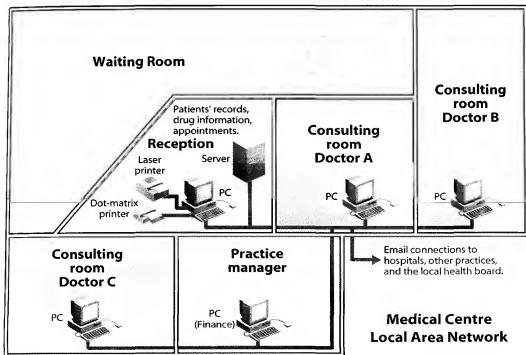 Waiting Room
Patients' records,
drug information,
appointments.
Reception
Laser
printer
Server
PC
Dot-matrix
printer
Consulting
room
Doctor A
PC
Consulting
room
Doctor B
PC
Consulting
room
Doctor C
PC
Practice
manager
PC
(Finance)
Email connections to
hospitals, other practices,
and the local health board.
Medical Centre
Local Area Network